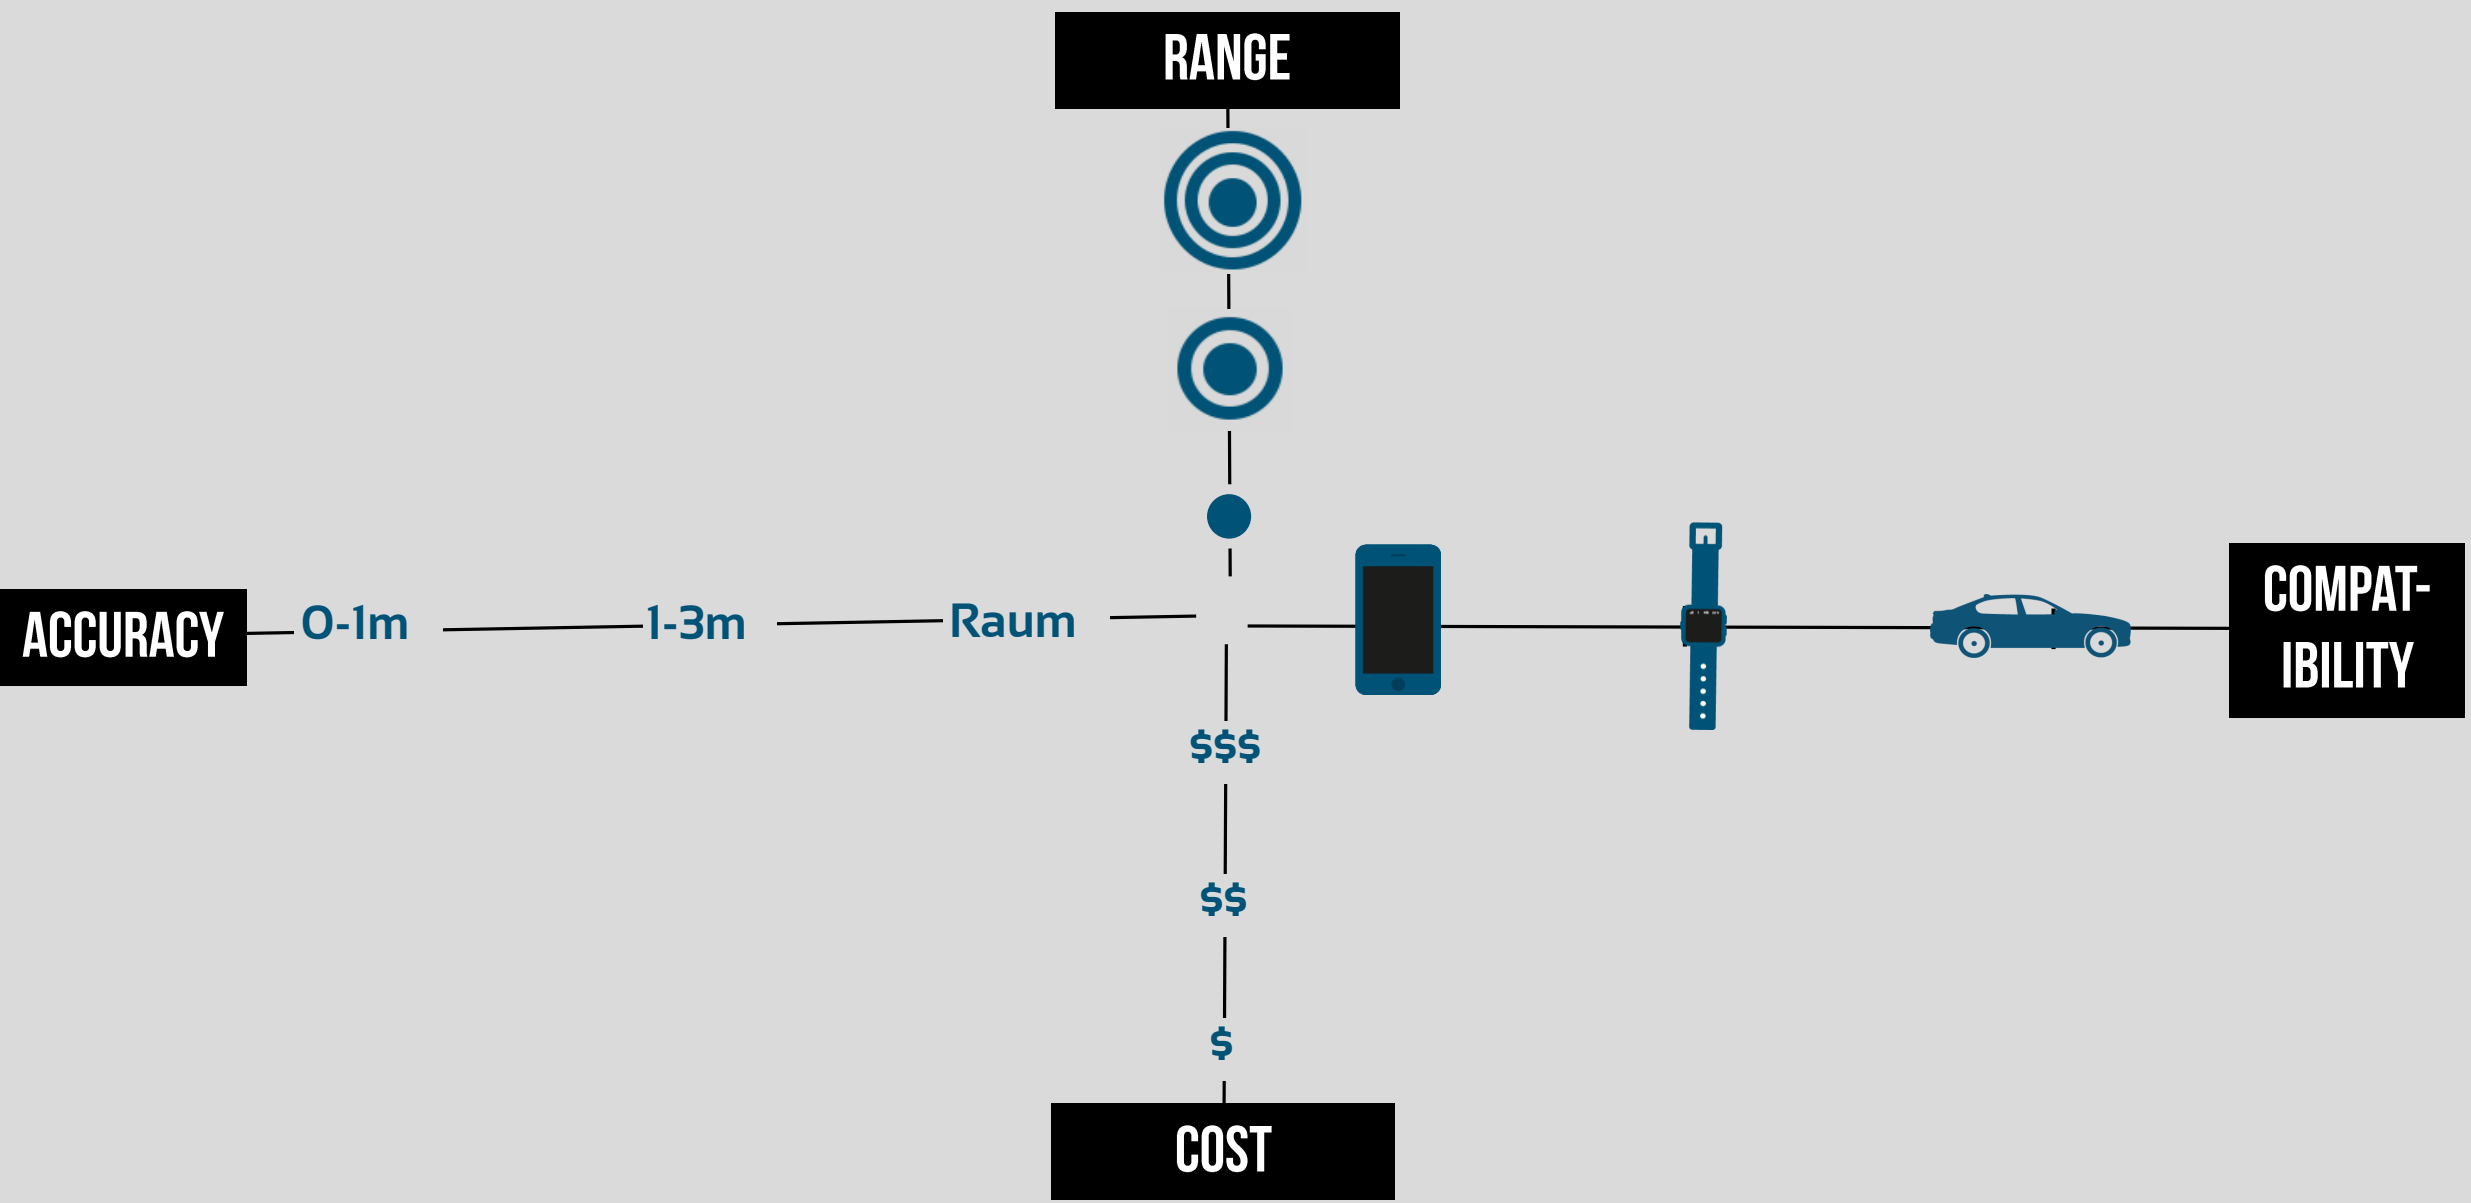 RANGE
ACCURACY
0-1m
1-3m
Raum
COMPAT-
IBILITY
$$$
$$
$
COST